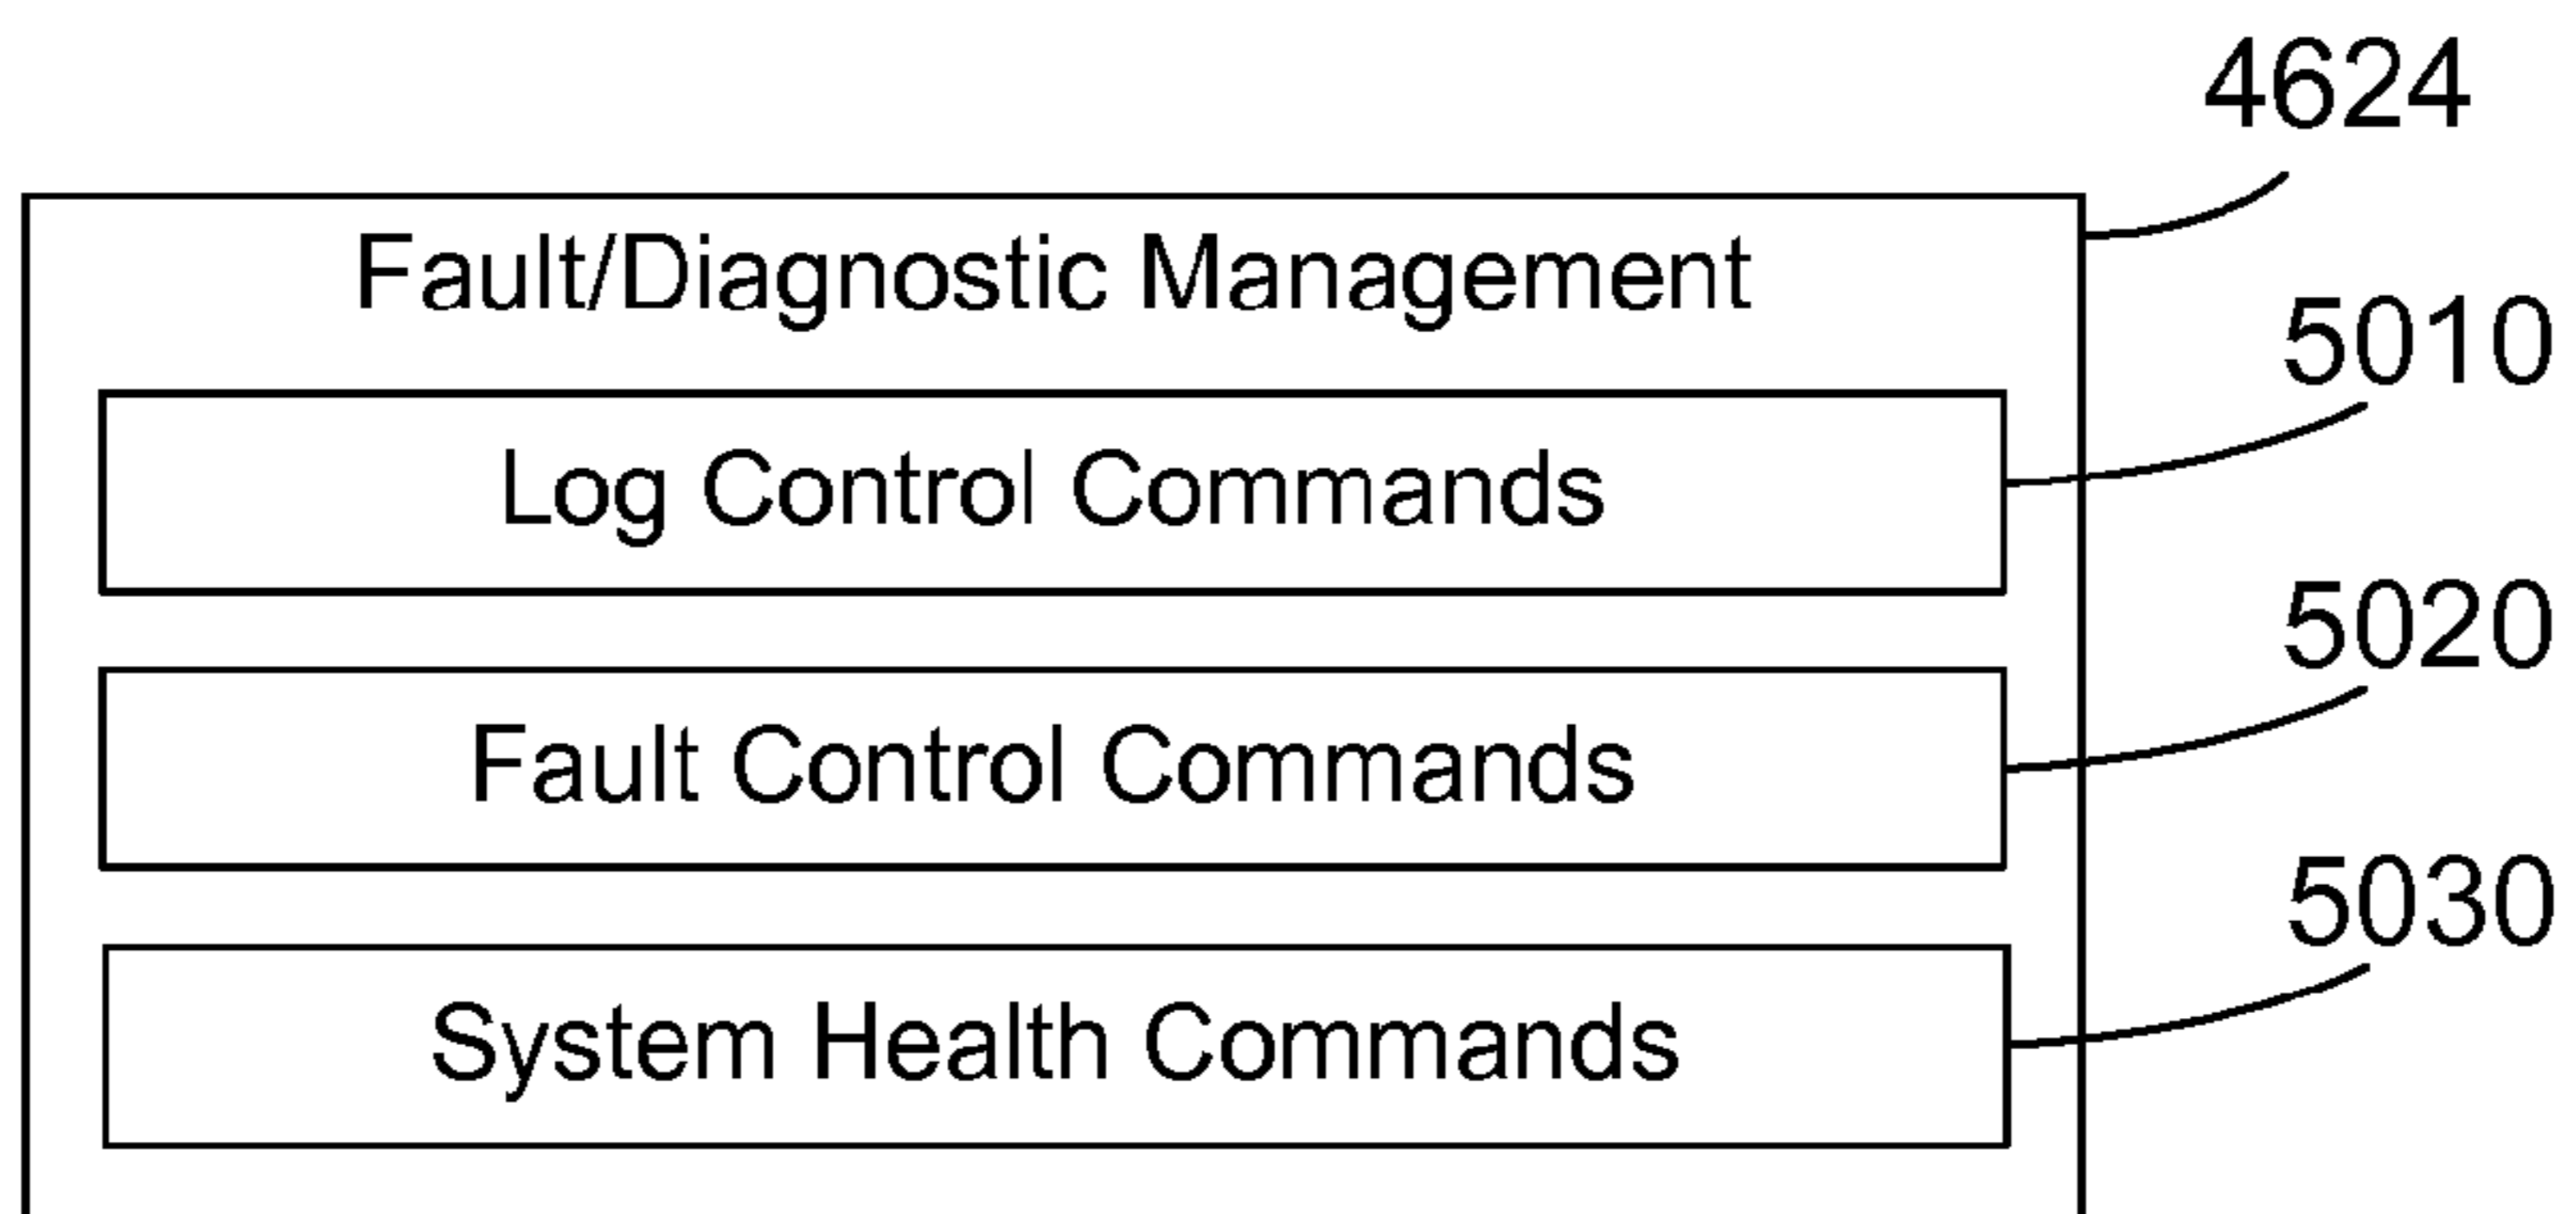 4624
Fault/Diagnostic Management
5010
Log Control Commands
5020
Fault Control Commands
5030
System Health Commands